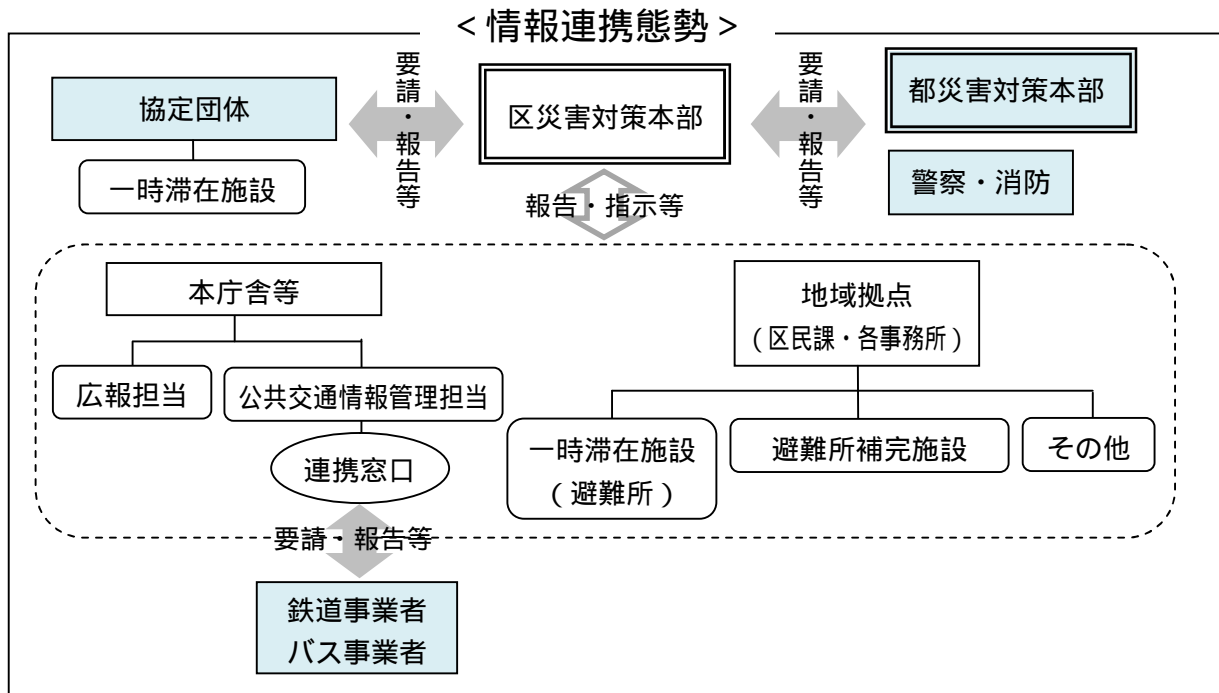 <情報連携態勢>
協定団体
一時滞在施設
要請・報告等
区災害対策本部
要請・報告等
都災害対策本部
警察・消防
報告・指示等
本庁舎等
広報担当
公共交通情報管理担当
連携窓口
地域拠点
(区民課・各事務所)
一時滞在施設
(避難所)
避難所補完施設
その他
要請・報告等
鉄道事業者
バス事業者